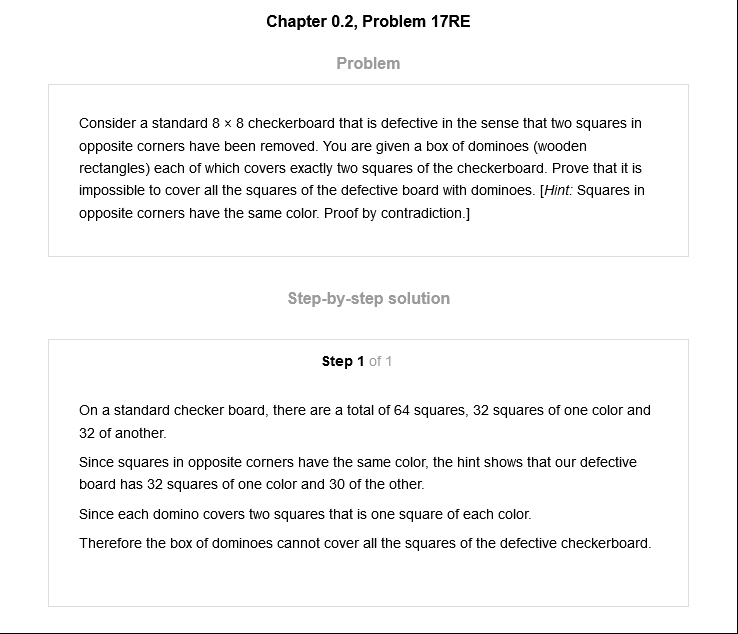 Chapter 0.2, Problem 17RE
Problem
Consider a standard 8 × 8 checkerboard that is defective in the sense that two squares in
opposite corners have been removed. You are given a box of dominoes (wooden
rectangles) each of which covers exactly two squares of the checkerboard. Prove that it is
impossible to cover all the squares of the defective board with dominoes. [Hint: Squares in
opposite corners have the same color. Proof by contradiction.]
Step-by-step solution
Step 1 of 1
On a standard checker board, there are a total of 64 squares, 32 squares of one color and
32 of another.
Since squares in opposite corners have the same color, the hint shows that our defective
board has 32 squares of one color and 30 of the other.
Since each domino covers two squares that is one square of each color.
Therefore the box of dominoes cannot cover all the squares of the defective checkerboard.